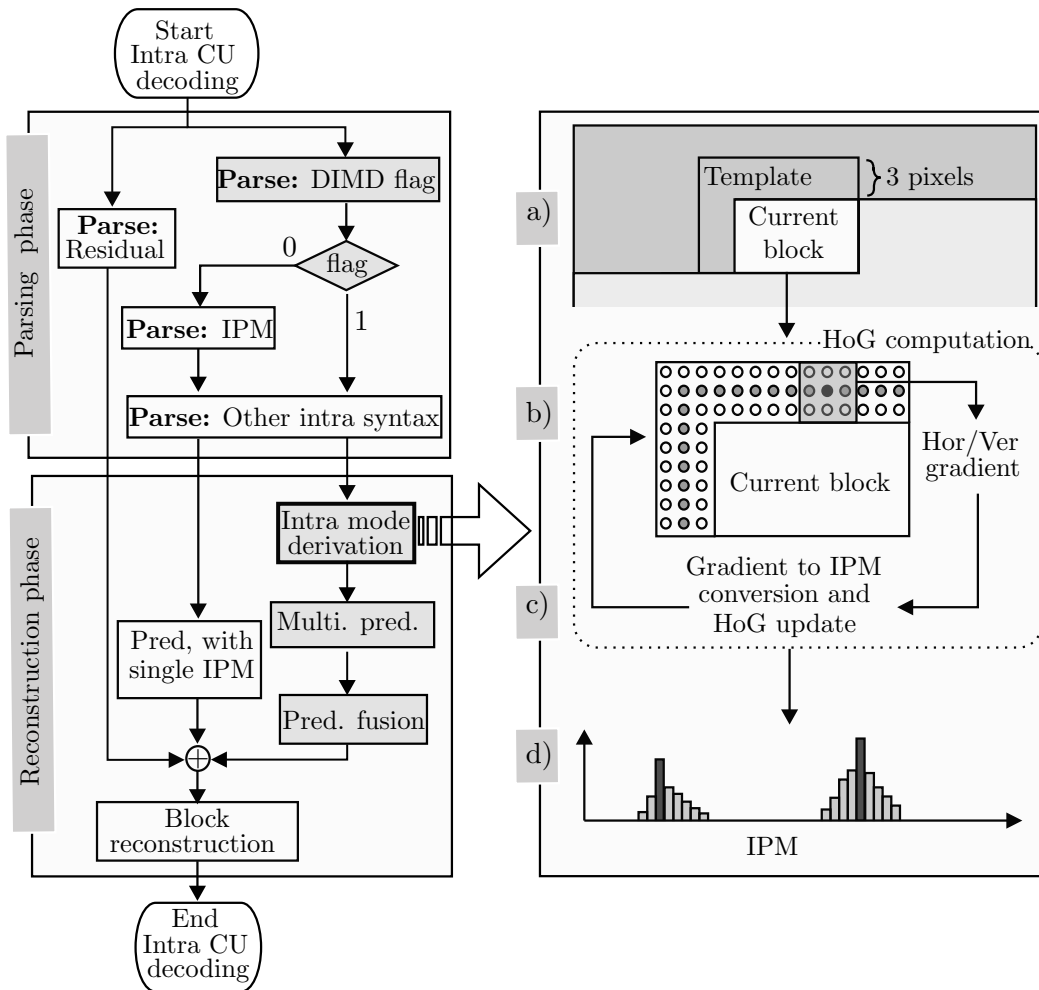 Start
Intra CU
decoding
Parsing phase
Parse: DIMD flag
Parse:
Residual
0
flag
1
Parse: IPM
Parse: Other intra syntax
Reconstruction phase
Intra mode
derivation
Multi. pred.
Pred, with
single IPM
Pred. fusion
Block
reconstruction
End
Intra CU
decoding
a)
Template
3 pixels
Current
block
HoG computation
b)
Hor/Ver
gradient
Current block
c)
Gradient to IPM
conversion and
HoG update
d)
IPM